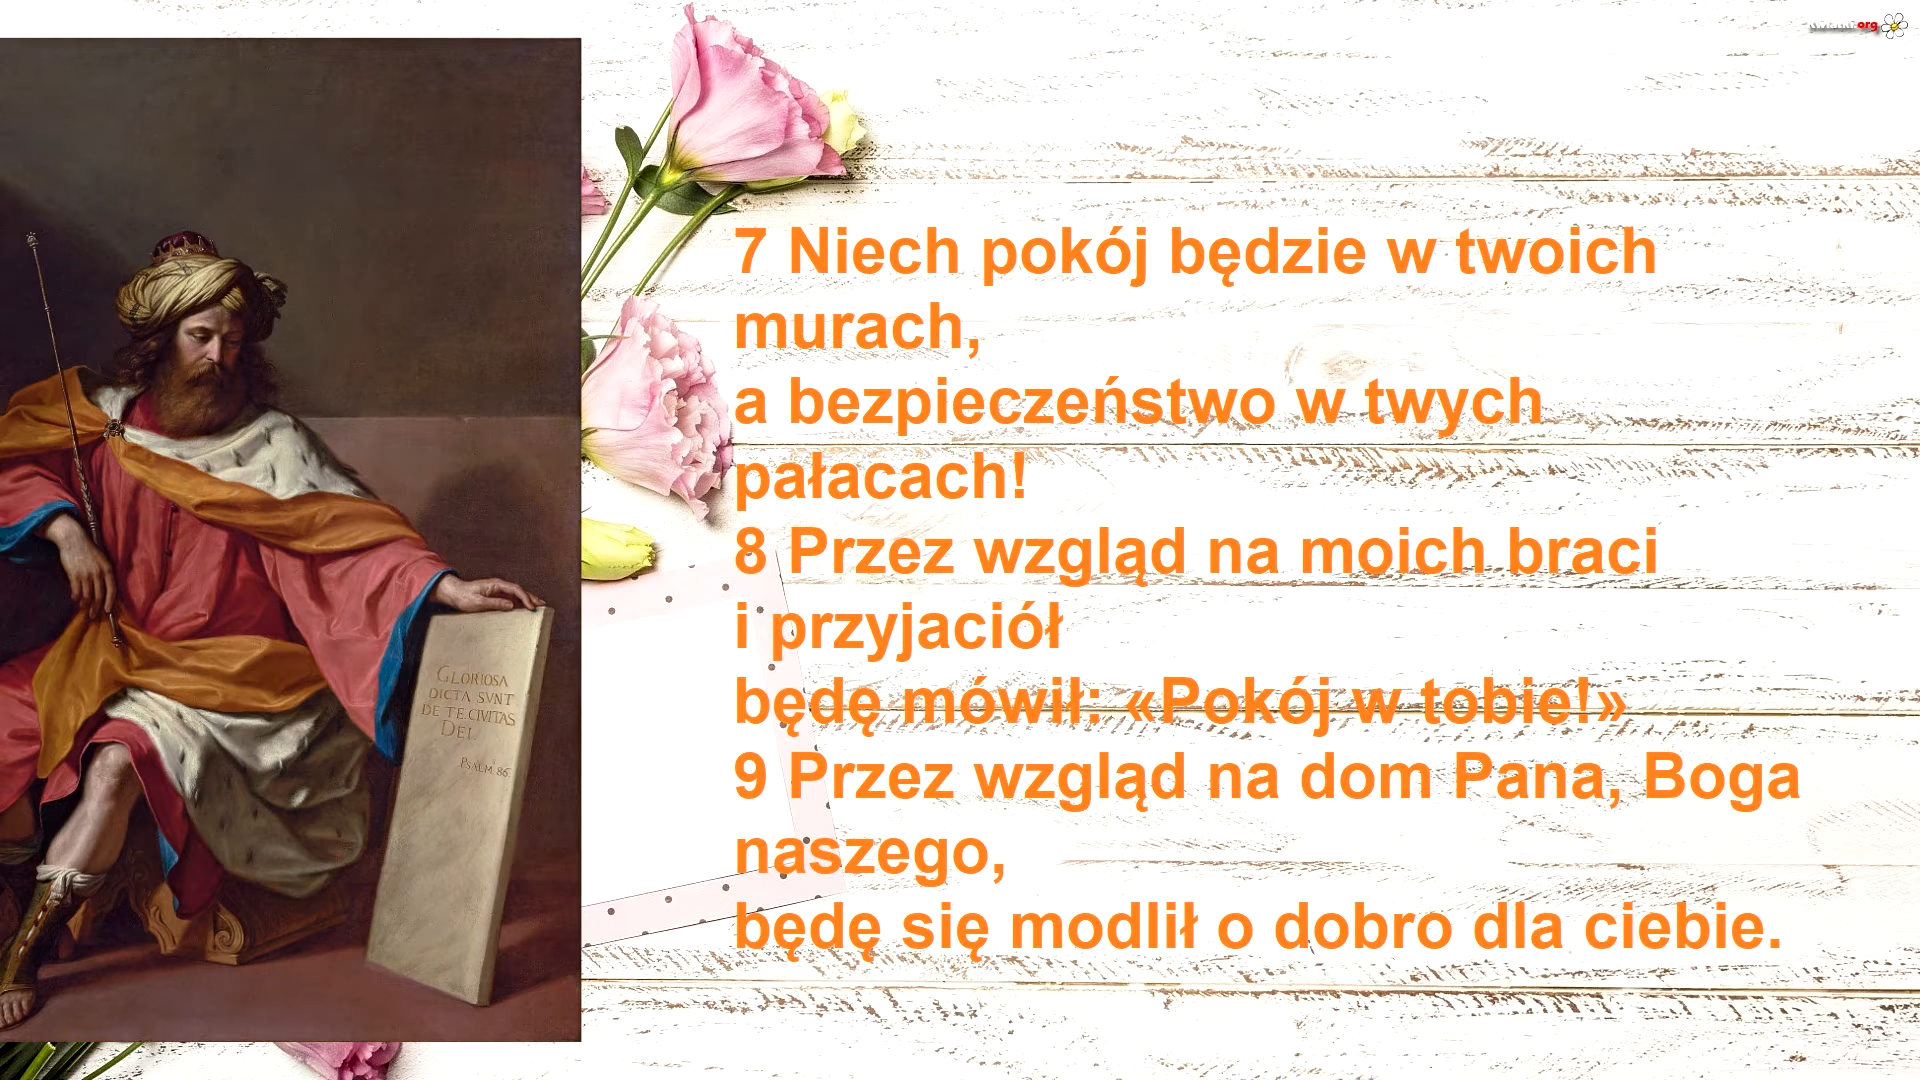 GLORIOSA
DICTA SVNT
DE TE.CIVITAS
DEI.
PSALM. 86
7 Niech pokój będzie w twoich
murach,
a bezpieczeństwo w twych
pałacach!
8 Przez wzgląd na moich braci
i przyjaciół
będę mówił: «Pokój w tobie!»
9 Przez wzgląd na dom Pana, Boga
naszego,
będę się modlił o dobro dla ciebie.
org